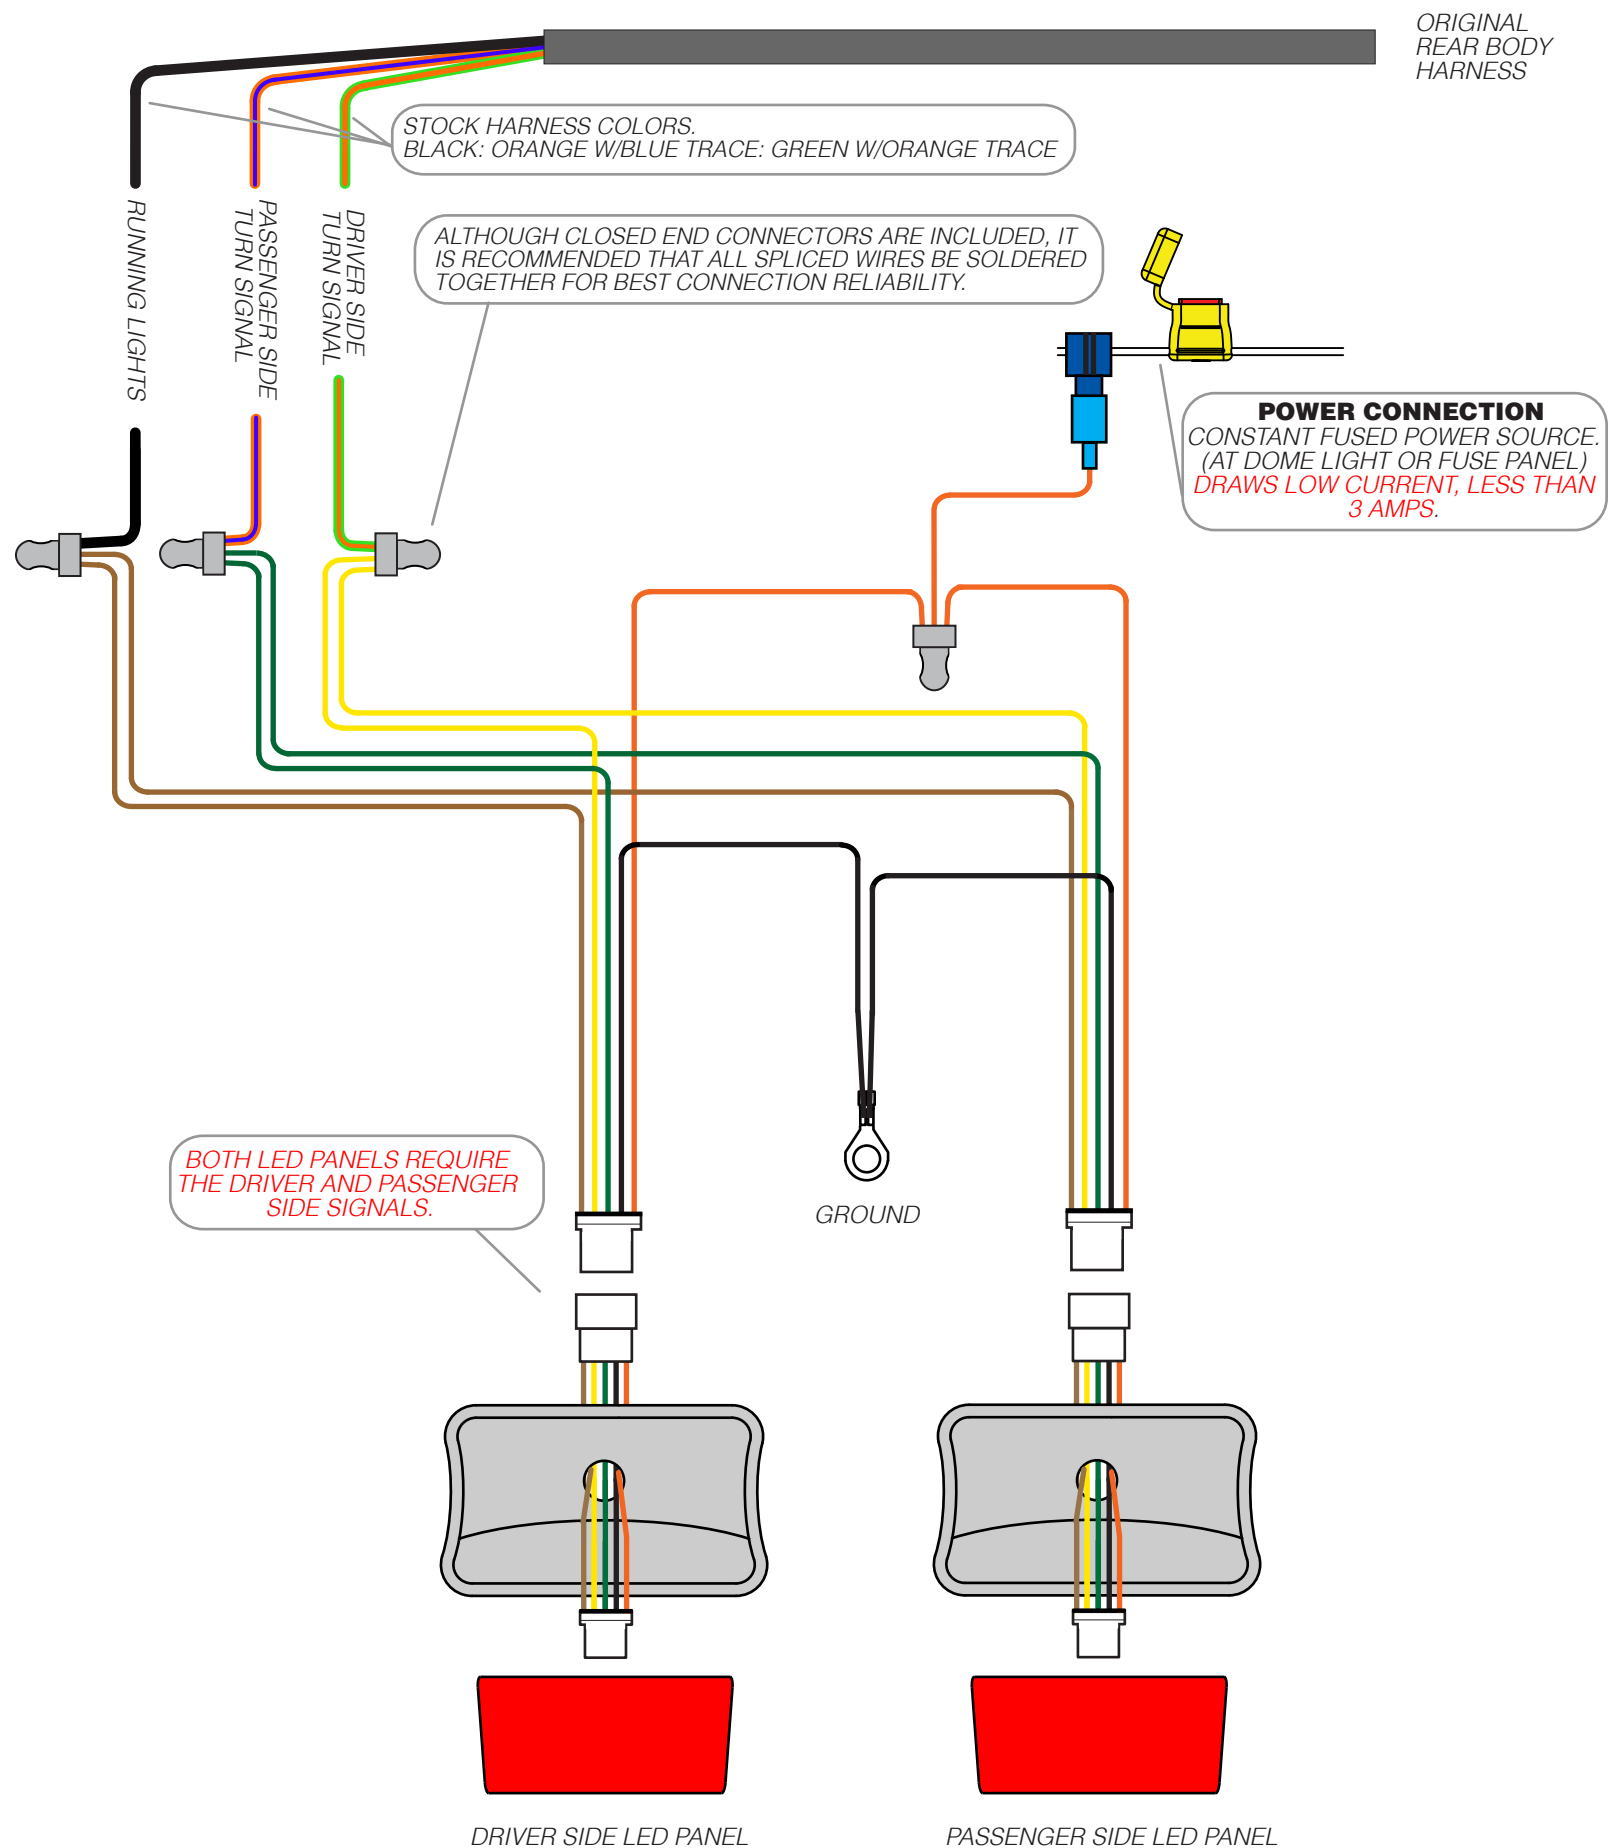 ORIGINAL
REAR BODY
HARNESS
STOCK HARNESS COLORS.
BLACK: ORANGE W/BLUE TRACE: GREEN W/ORANGE TRACE
RUNNING LIGHTS
PASSENGER SIDE
TURN SIGNAL
DRIVER SIDE
TURN SIGNAL
ALTHOUGH CLOSED END CONNECTORS ARE INCLUDED, IT
IS RECOMMENDED THAT ALL SPLICED WIRES BE SOLDERED
TOGETHER FOR BEST CONNECTION RELIABILITY.
POWER CONNECTION
CONSTANT FUSED POWER SOURCE.
(AT DOME LIGHT OR FUSE PANEL)
DRAWS LOW CURRENT, LESS THAN
3 AMPS.
BOTH LED PANELS REQUIRE
THE DRIVER AND PASSENGER
SIDE SIGNALS.
GROUND
DRIVER SIDE LED PANEL
PASSENGER SIDE LED PANEL